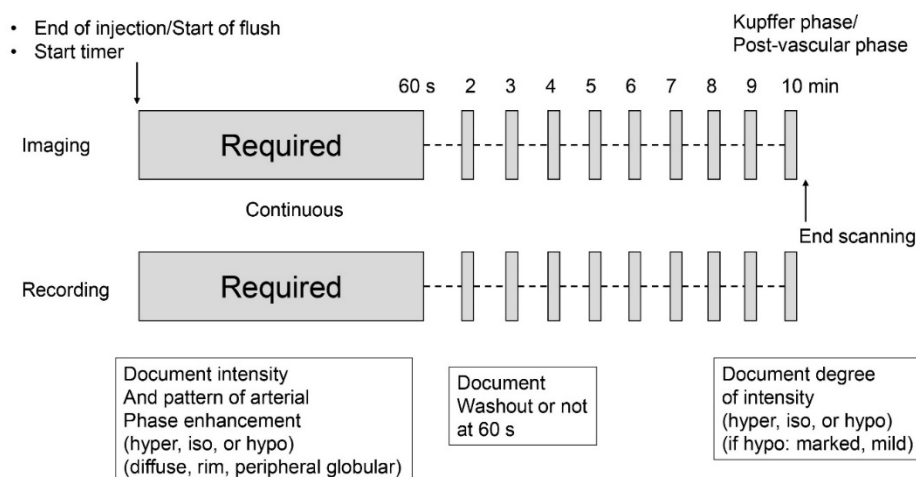 • End of injection/Start of flush
• Start timer
Kupffer phase/
Post-vascular phase
60 s 2 3 4 5 6 7 8 9 10 min
Imaging
Required
Continuous
End scanning
Recording
Required
Document intensity
And pattern of arterial
Phase enhancement
(hyper, iso, or hypo)
(diffuse, rim, peripheral globular)
Document
Washout or not
at 60 s
Document degree
of intensity
(hyper, iso, or hypo)
(if hypo: marked, mild)